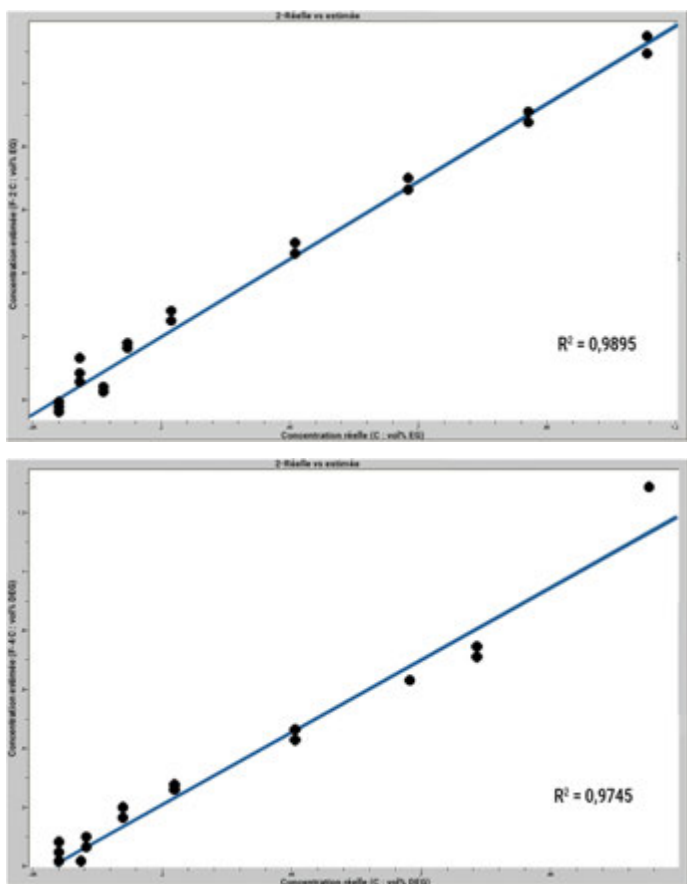 2-Réelle vs estimée
Concentration estimée (F-2 C : vol% EG)
R² = 0,9895
Concentration réelle (C : vol% EG)
2-Réelle vs estimée
Concentration estimée (F-4 C : vol% DEG)
R² = 0,9745
Concentration réelle (C : vol% DEG)